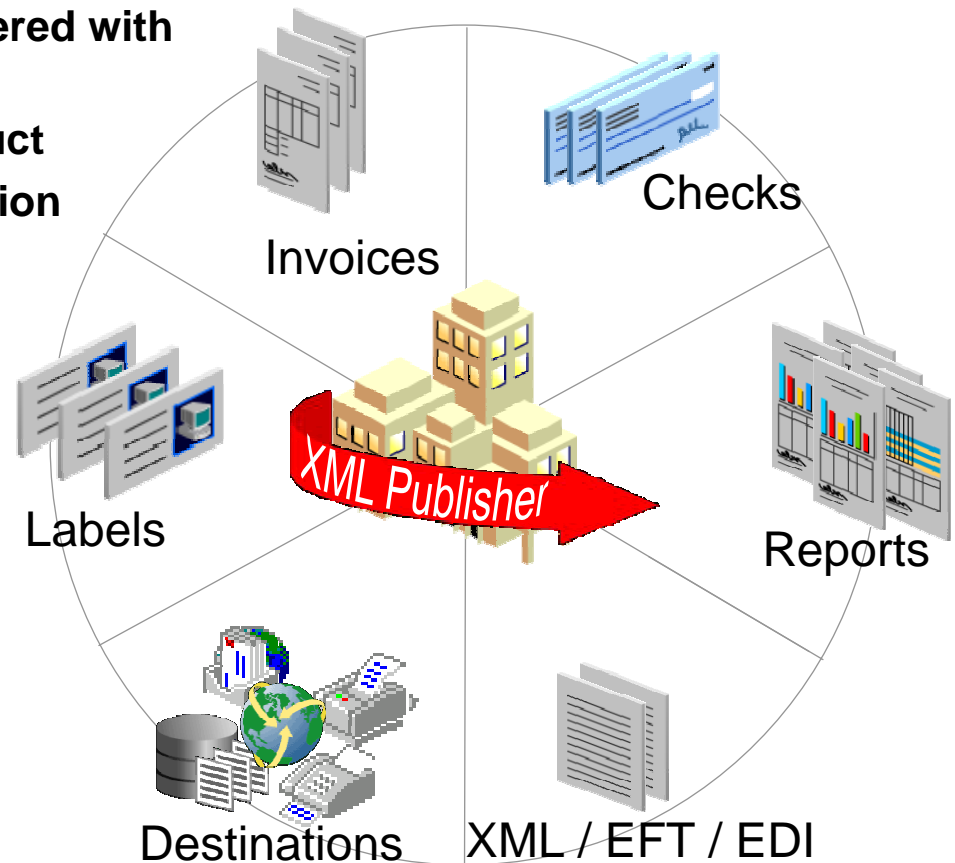 ered with
uct
ion
Checks
Invoices
XML Publisher
Labels
Reports
Destinations
XML / EFT / EDI